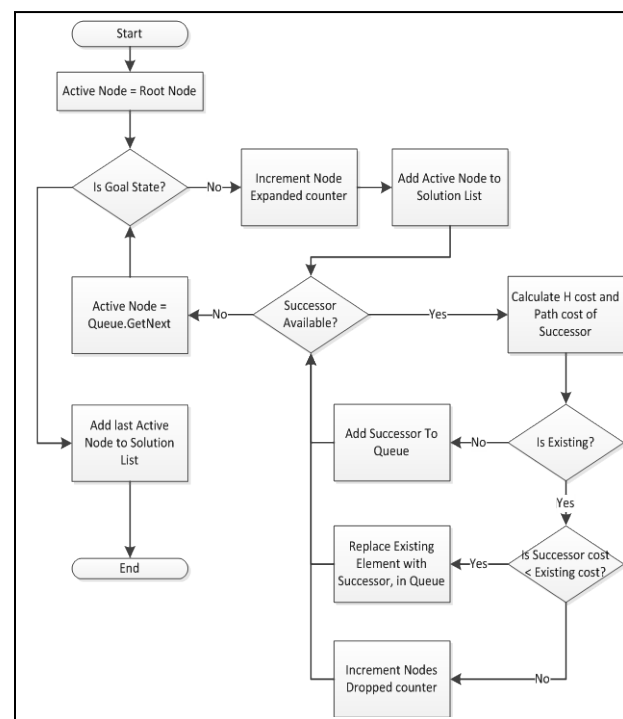 Start
Active Node = Root Node
Is Goal State?
No
Increment Node
Expanded counter
Add Active Node to
Solution List
Active Node =
Queue.GetNext
No
Successor
Available?
Yes
Calculate H cost and
Path cost of
Successor
Add last Active
Node to Solution
List
Add Successor To
Queue
No
Is Existing?
Yes
Replace Existing
Element with
Successor, in Queue
Yes
Is Successor cost
< Existing cost?
End
Increment Nodes
Dropped counter
No